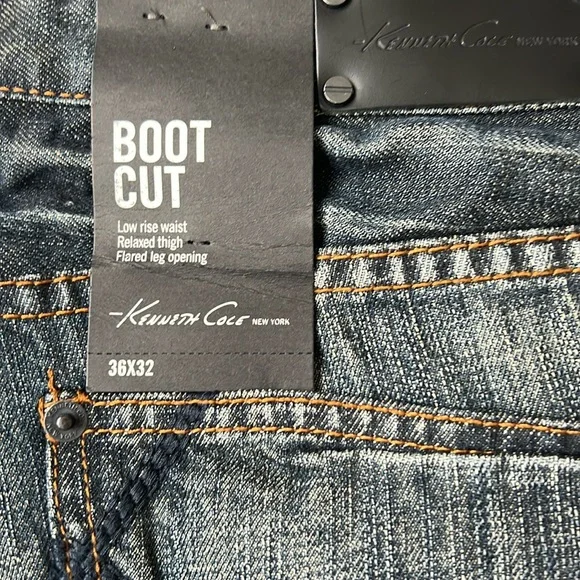 Kenneth Cole NEW YORK
BOOT
CUT
Low rise waist
Relaxed thigh
Flared leg opening
Kenneth Cole NEW YORK
36X32